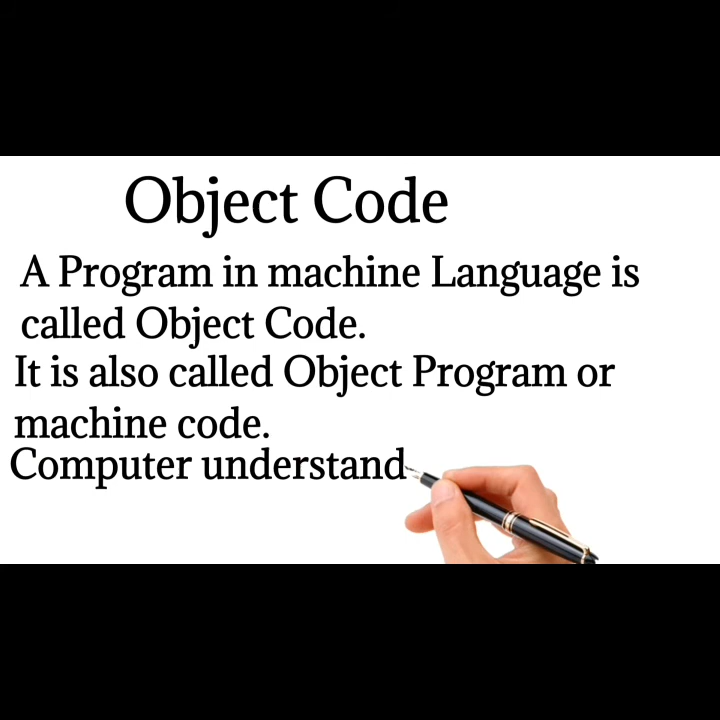 Object Code
A Program in machine Language is
called Object Code.
It is also called Object Program or
machine code.
Computer understand